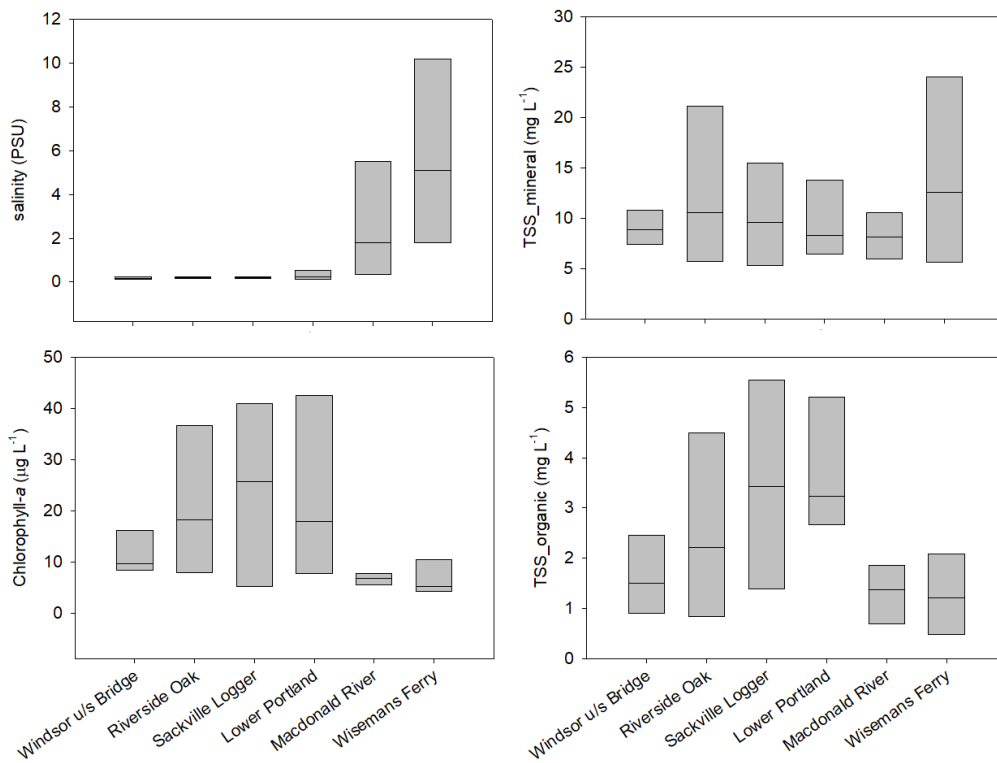 salinity (PSU)
12
10
8
6
4
2
0
TSS_mineral (mg L-1)
30
25
20
15
10
5
0
Chlorophyll-a (µg L-1)
50
40
30
20
10
0
Windsor u/s Bridge
Riverside Oak
Sackville Logger
Lower Portland
Macdonald River
Wisemans Ferry
TSS_organic (mg L-1)
6
5
4
3
2
1
0
Windsor u/s Bridge
Riverside Oak
Sackville Logger
Lower Portland
Macdonald River
Wisemans Ferry